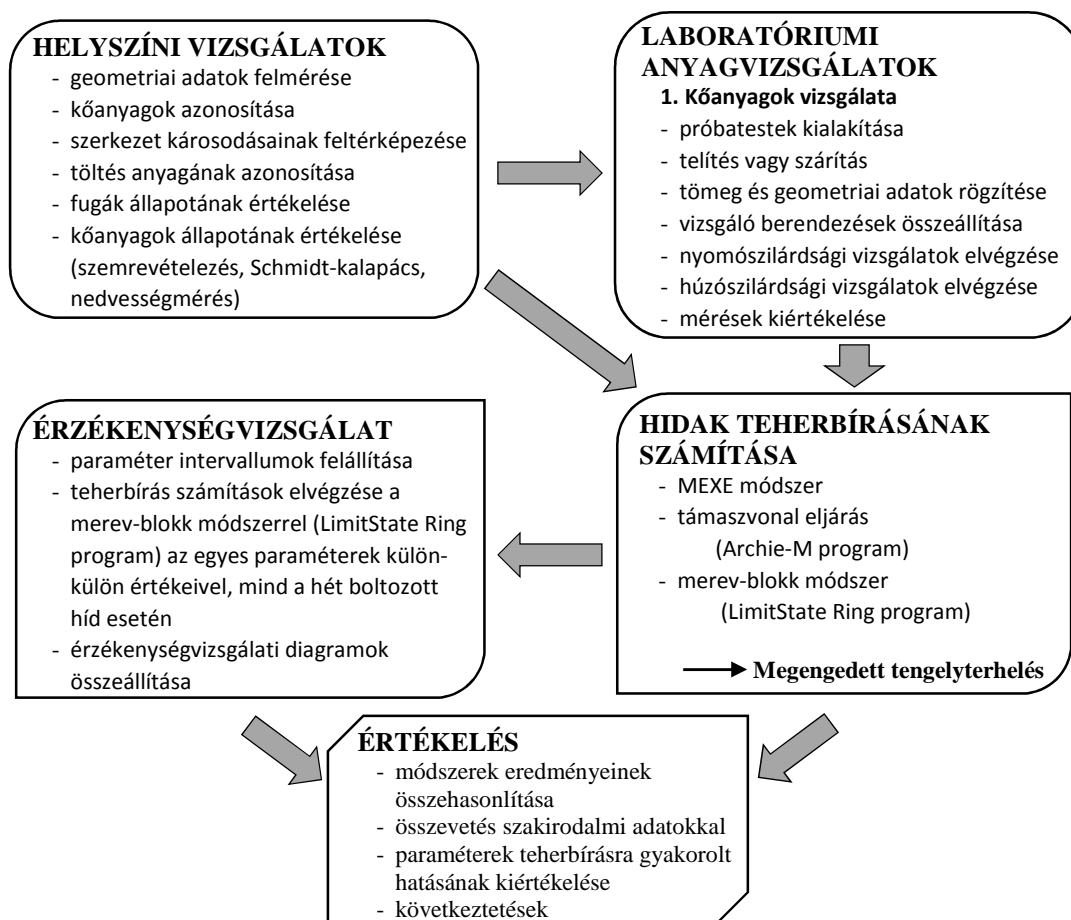 HELYSZÍNI VIZSGÁLATOK
- geometriai adatok felmérése
- kőanyagok azonosítása
- szerkezet károsodásainak feltérképezése
- töltés anyagának azonosítása
- fugák állapotának értékelése
- kőanyagok állapotának értékelése
(szemrevételezés, Schmidt-kalapács,
nedvességmérés)
LABORATÓRIUMI
ANYAGVIZSGÁLATOK
1. Kőanyagok vizsgálata
- próbatestek kialakítása
- telítés vagy szárítás
- tömeg és geometriai adatok rögzítése
- vizsgáló berendezések összeállítása
- nyomószilárdsági vizsgálatok elvégzése
- húzószilárdsági vizsgálatok elvégzése
- mérések kiértékelése
ÉRZÉKENYSÉGVIZSGÁLAT
- paraméter intervallumok felállítása
- teherbírás számítások elvégzése a
merev-blokk módszerrel (LimitState Ring
program) az egyes paraméterek külön-
külön értékeivel, mind a hét boltozott
híd esetén
- érzékenységvizsgálati diagramok
összeállítása
HIDAK TEHERBÍRÁSÁNAK
SZÁMÍTÁSA
- MEXE módszer
- támaszvonal eljárás
(Archie-M program)
- merev-blokk módszer
(LimitState Ring program)
Megengedett tengelyterhelés
ÉRTÉKELÉS
- módszerek eredményeinek
összehasonlítása
- összevetés szakirodalmi adatokkal
- paraméterek teherbírásra gyakorolt
hatásának kiértékelése
- következtetések